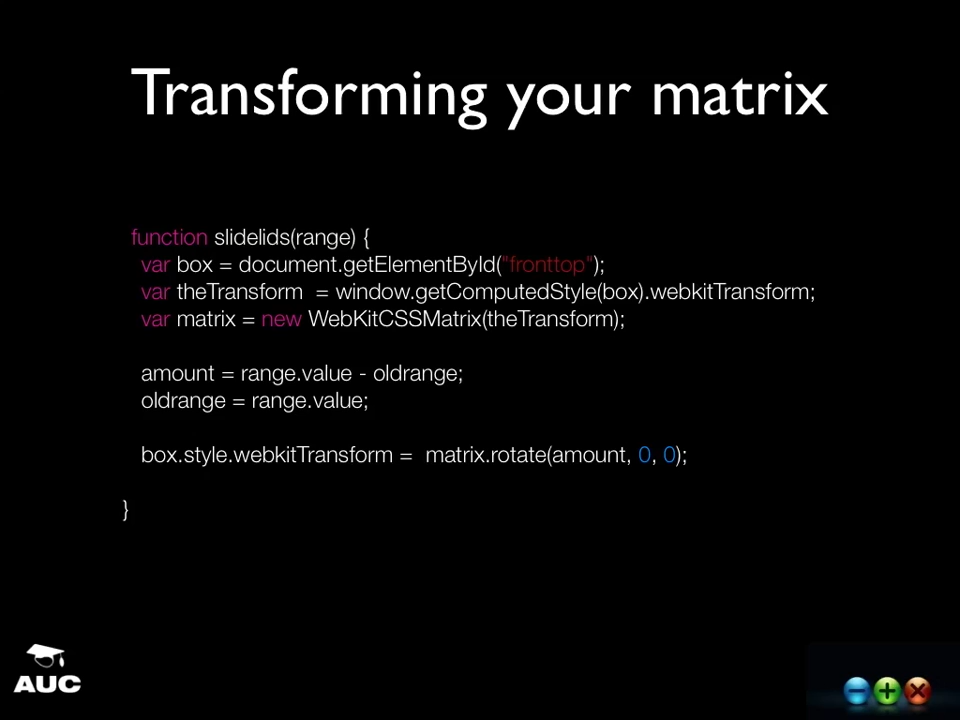 Transforming your matrix
function slidelids(range) {
var box = document.getElementById("fronttop");
var theTransform  = window.getComputedStyle(box).webkitTransform;
var matrix = new WebKitCSSMatrix(theTransform);
amount = range.value - oldrange;
oldrange = range.value;
box.style.webkitTransform =  matrix.rotate(amount, 0, 0);
}
AUC